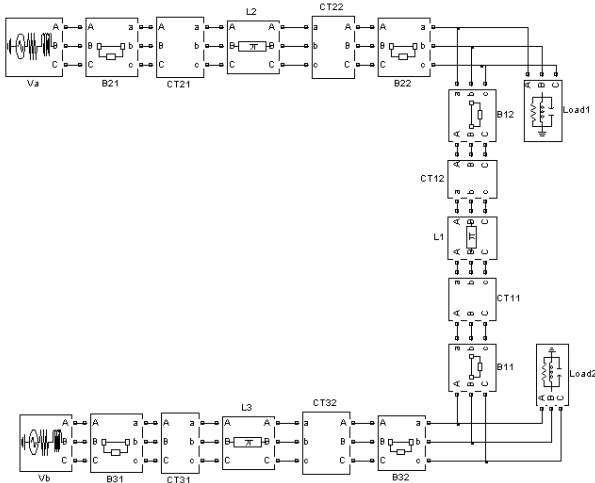 L2 CT22
A A a A a A A a A A a
B B b B b B π B b B B b
C C c C c C C c C C c
Va B21 CT21 B22
A B C
Load1
a b c
B12
A B C
A B C
CT12
a b c
A B C
L1 π
A B C
a b c
CT11
A B C
a b c
B11
A B C
Load2
A B C
L3 CT32
A A a A a A A a A A a
B B b B b B π B b B B b
C C c C c C C c C C c
Vb B31 CT31 B32